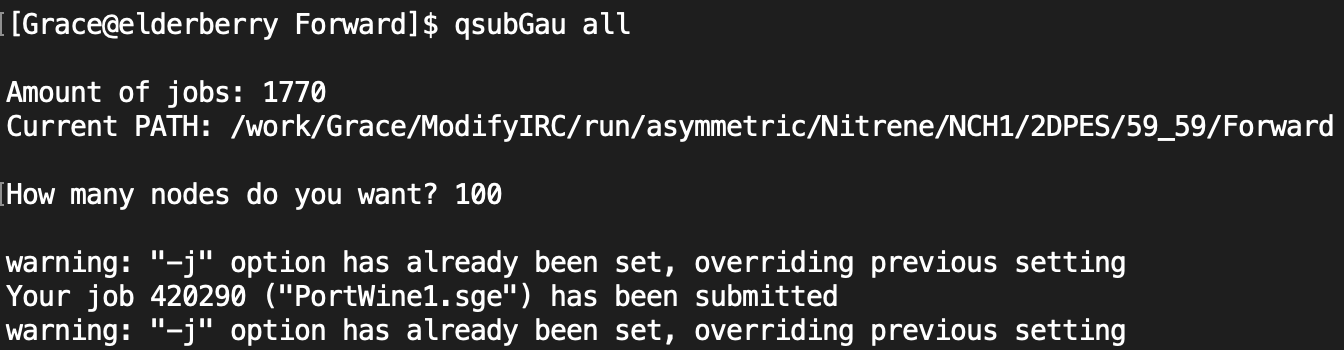 [Grace@elderberry Forward]$ qsubGau all
Amount of jobs: 1770
Current PATH: /work/Grace/ModifyIRC/run/asymmetric/Nitrene/NCH1/2DPES/59_59/Forward
How many nodes do you want? 100
warning: "-j" option has already been set, overriding previous setting
Your job 420290 ("PortWine1.sge") has been submitted
warning: "-j" option has already been set, overriding previous setting